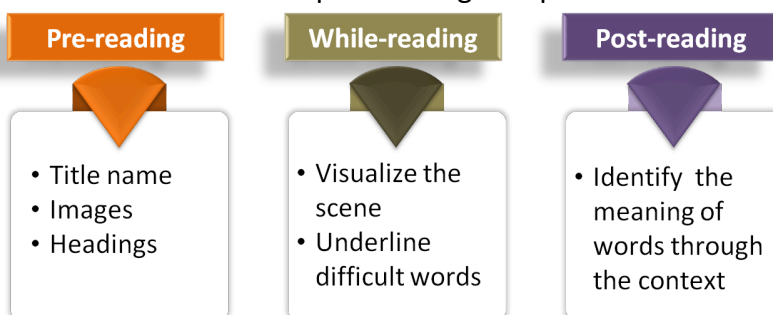 Pre-reading
While-reading
Post-reading
• Title name
• Images
• Headings
• Visualize the
scene
• Underline
difficult words
• Identify the
meaning of
words through
the context